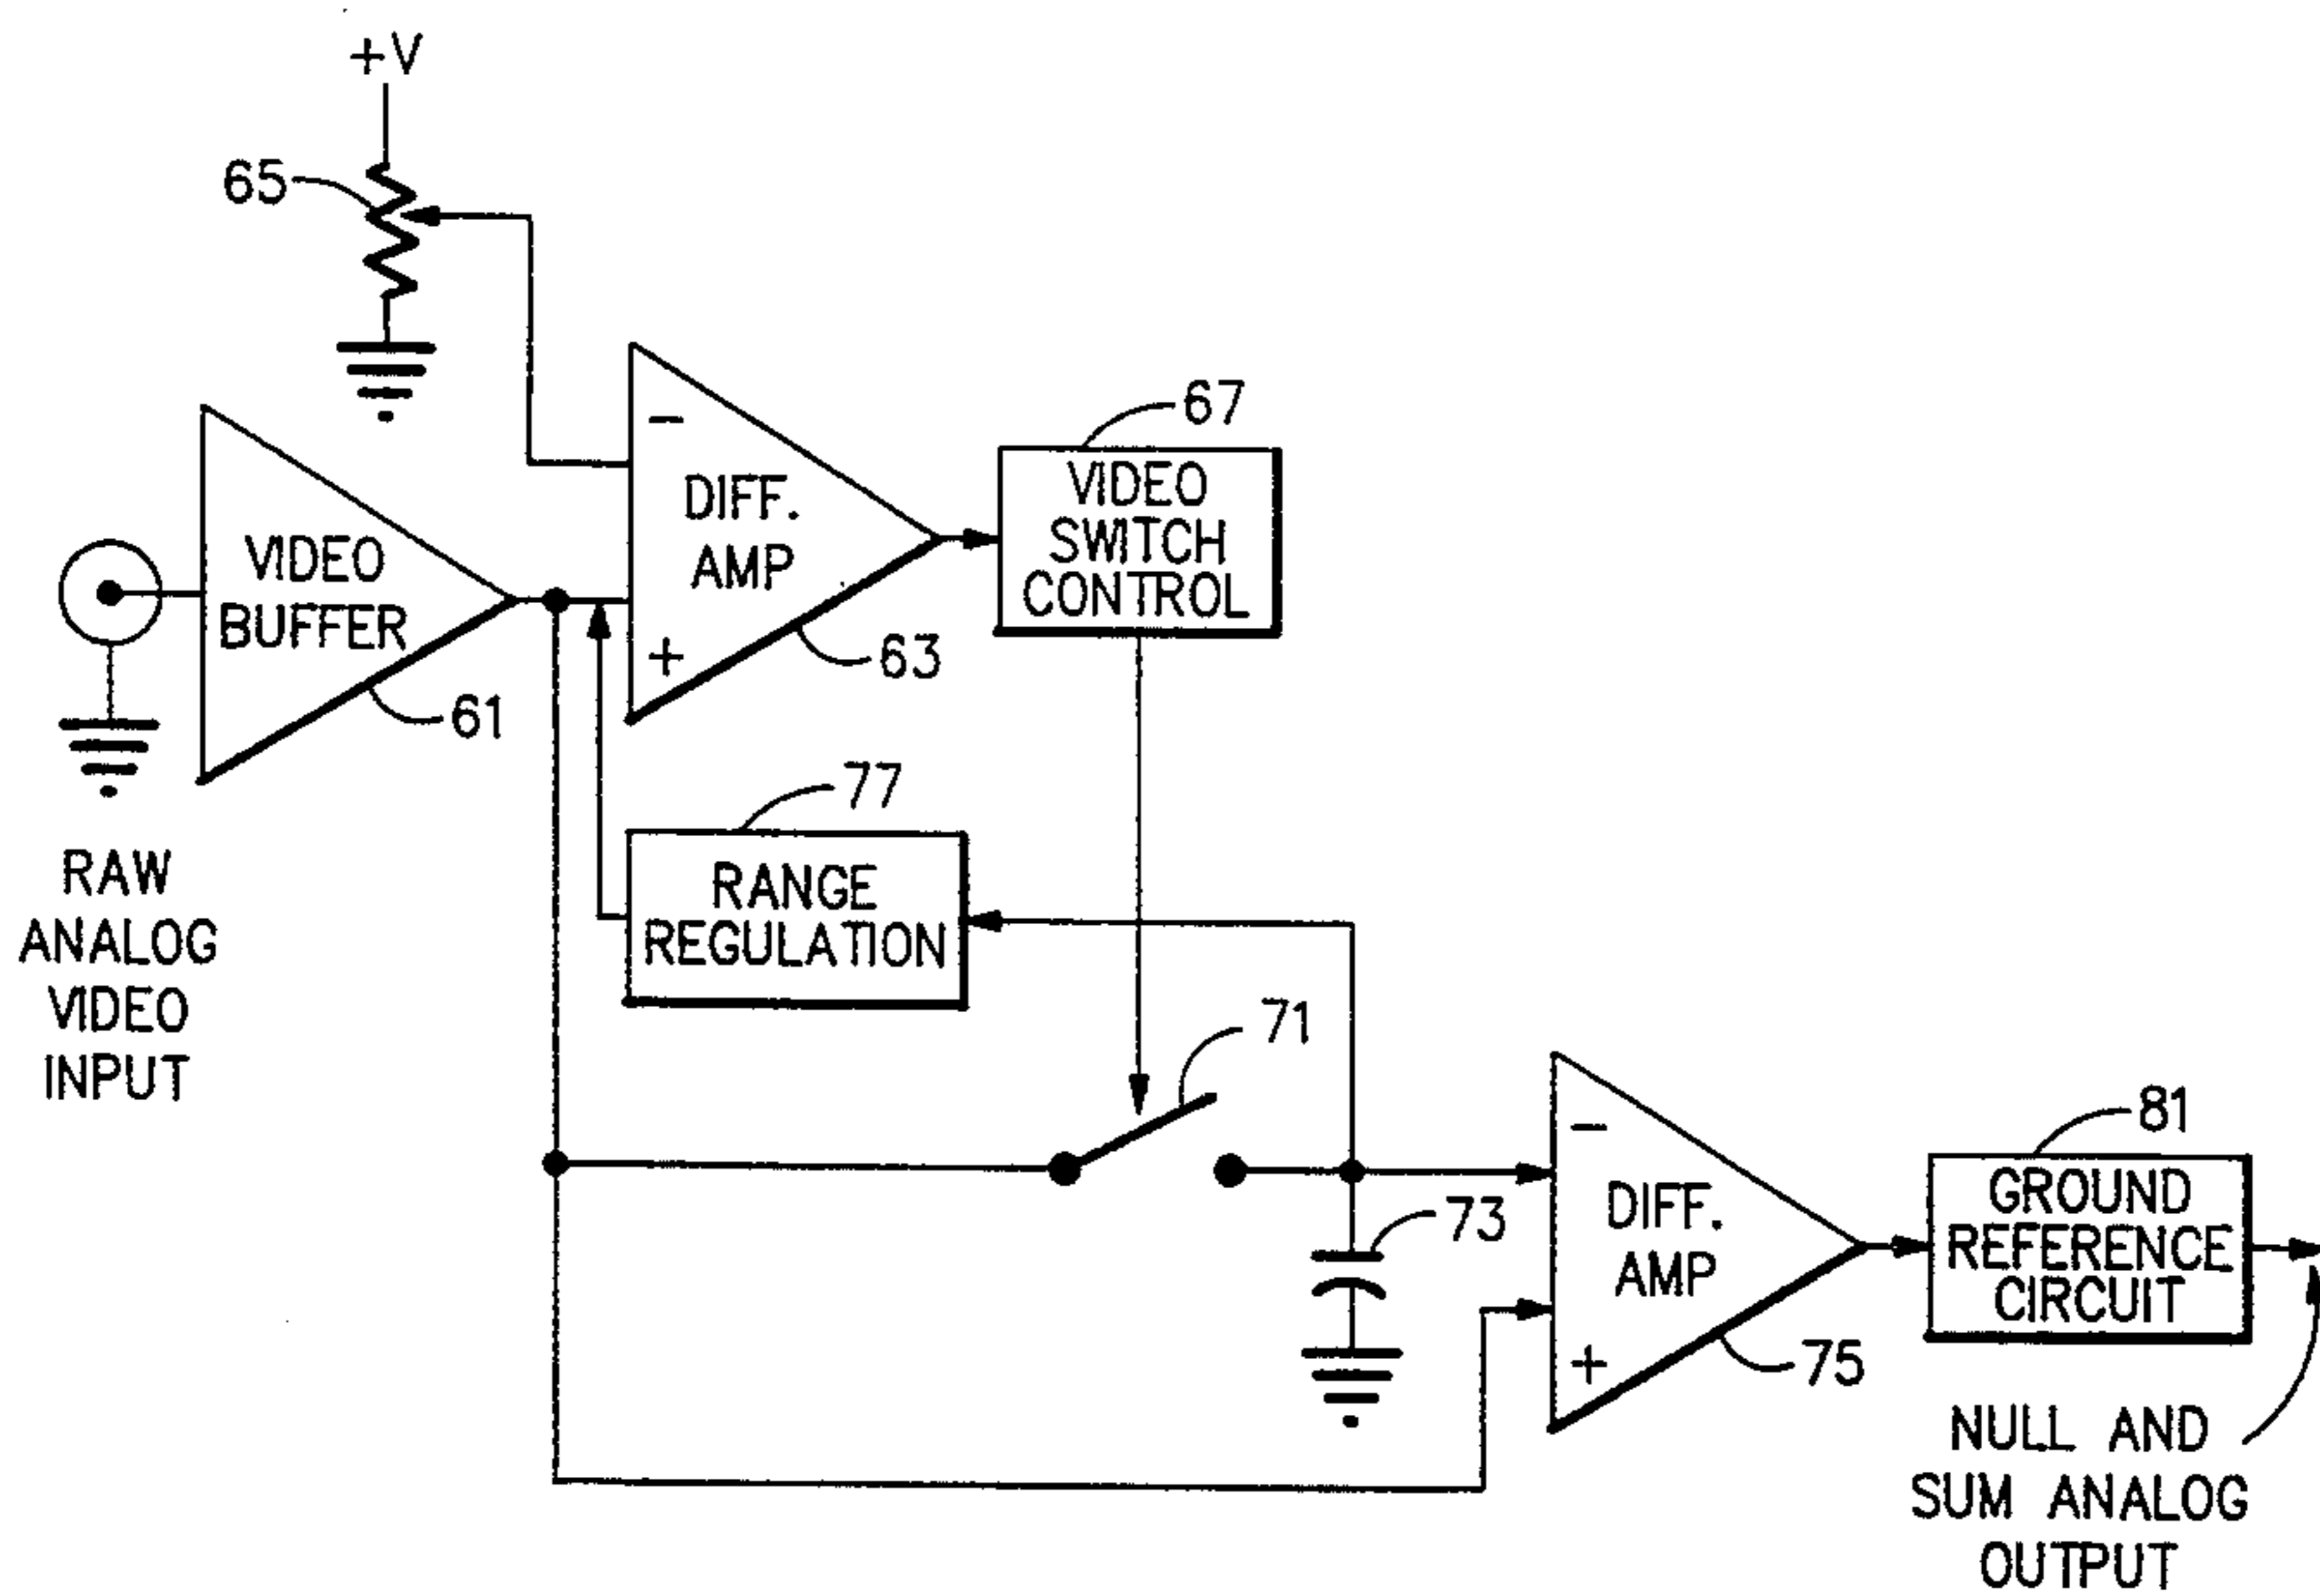 +V
65
67
-
DIFF.
AMP
+
63
VIDEO
SWITCH
CONTROL
VIDEO
BUFFER
61
RAW
ANALOG
VIDEO
INPUT
77
RANGE
REGULATION
71
73
-
DIFF.
AMP
+
75
81
GROUND
REFERENCE
CIRCUIT
NULL AND
SUM ANALOG
OUTPUT